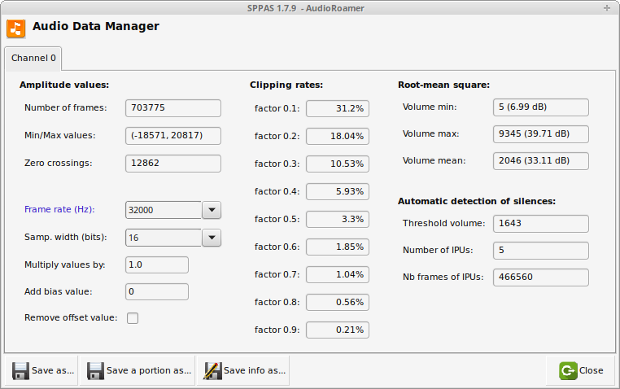 SPPAS 1.7.9 - AudioRoamer
Audio Data Manager
Channel 0
Amplitude values:
Number of frames: 703775
Min/Max values: (-18571, 20817)
Zero crossings: 12862
Frame rate (Hz): 32000
Samp. width (bits): 16
Multiply values by: 1.0
Add bias value: 0
Remove offset value:
Clipping rates:
factor 0.1: 31.2%
factor 0.2: 18.04%
factor 0.3: 10.53%
factor 0.4: 5.93%
factor 0.5: 3.3%
factor 0.6: 1.85%
factor 0.7: 1.04%
factor 0.8: 0.56%
factor 0.9: 0.21%
Root-mean square:
Volume min: 5 (6.99 dB)
Volume max: 9345 (39.71 dB)
Volume mean: 2046 (33.11 dB)
Automatic detection of silences:
Threshold volume: 1643
Number of IPUs: 5
Nb frames of IPUs: 466560
Save as...
Save a portion as...
Save info as...
Close